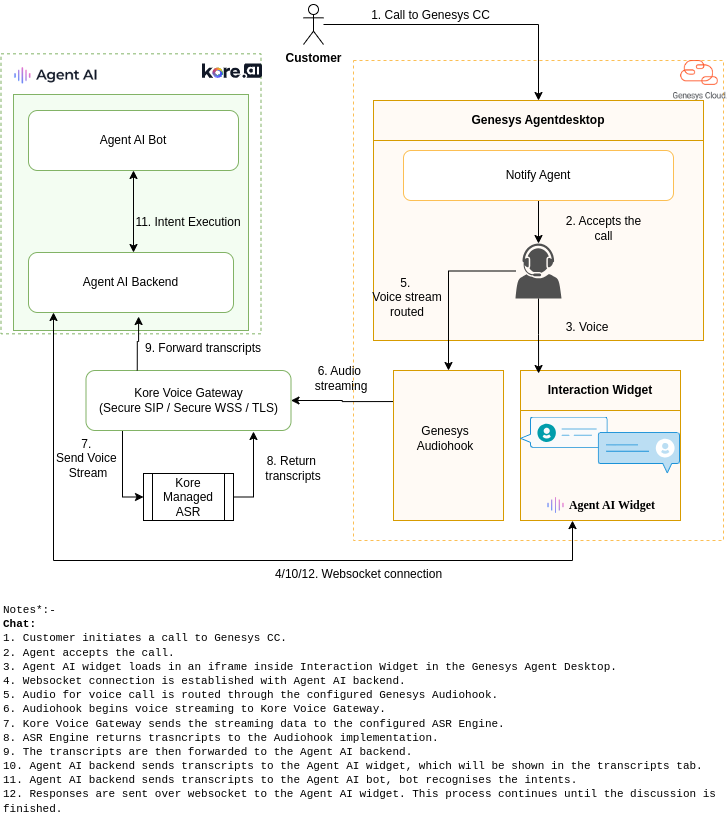 1. Call to Genesys CC
Customer
Agent AI
kore.ai
Genesys Cloud
Genesys Agentdesktop
Agent AI Bot
Notify Agent
11. Intent Execution
2. Accepts the
call
Agent AI Backend
5.
Voice stream
routed
3. Voice
9. Forward transcripts
6. Audio
streaming
Kore Voice Gateway
(Secure SIP / Secure WSS / TLS)
Interaction Widget
Genesys
Audiohook
7.
Send Voice
Stream
8. Return
transcripts
Kore
Managed
ASR
Agent AI Widget
4/10/12. Websocket connection
Notes*:-
Chat:
1. Customer initiates a call to Genesys CC.
2. Agent accepts the call.
3. Agent AI widget loads in an iframe inside Interaction Widget in the Genesys Agent Desktop.
4. Websocket connection is established with Agent AI backend.
5. Audio for voice call is routed through the configured Genesys Audiohook.
6. Audiohook begins voice streaming to Kore Voice Gateway.
7. Kore Voice Gateway sends the streaming data to the configured ASR Engine.
8. ASR Engine returns trasncripts to the Audiohook implementation.
9. The transcripts are then forwarded to the Agent AI backend.
10. Agent AI backend sends transcripts to the Agent AI widget, which will be shown in the transcripts tab.
11. Agent AI backend sends transcripts to the Agent AI bot, bot recognises the intents.
12. Responses are sent over websocket to the Agent AI widget. This process continues until the discussion is
finished.